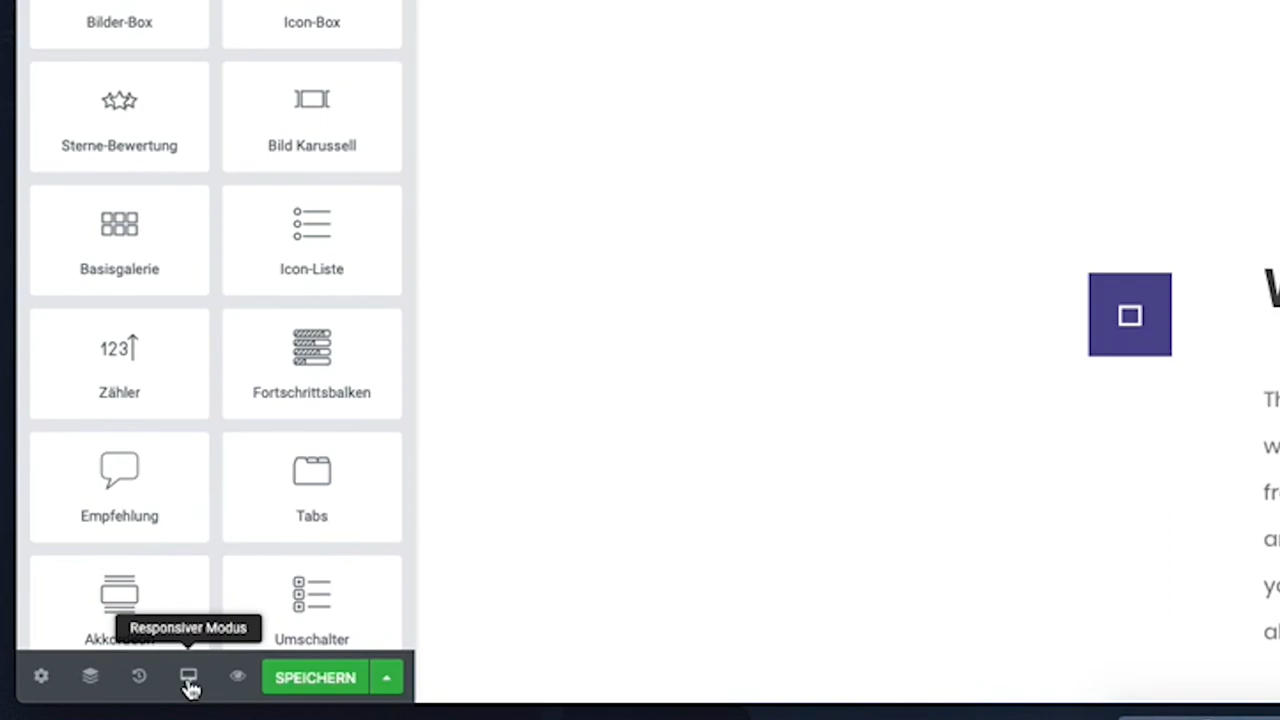 Bilder-Box
Icon-Box
Sterne-Bewertung
Bild Karussell
Basisgalerie
Icon-Liste
123
Zähler
Fortschrittsbalken
Empfehlung
Tabs
Umschalter
Responsiver Modus
SPEICHERN